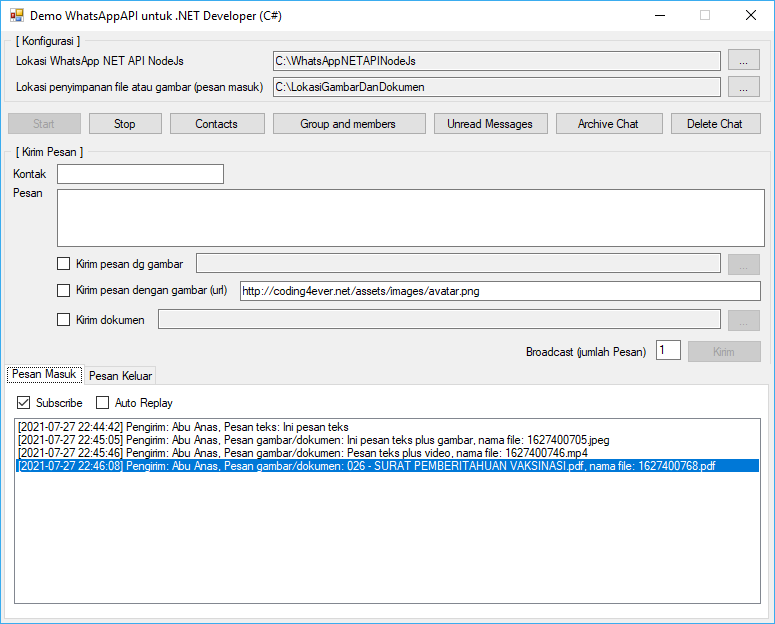 Demo WhatsAppAPI untuk .NET Developer (C#)
[ Konfigurasi ]
Lokasi WhatsApp NET API NodeJs
C:\WhatsAppNETAPINodeJs
...
Lokasi penyimpanan file atau gambar (pesan masuk)
C:\LokasiGambarDanDokumen
...
Start
Stop
Contacts
Group and members
Unread Messages
Archive Chat
Delete Chat
[ Kirim Pesan ]
Kontak
Pesan
Kirim pesan dg gambar
...
Kirim pesan dengan gambar (url)
http://coding4ever.net/assets/images/avatar.png
Kirim dokumen
...
Broadcast (jumlah Pesan)
1
Kirim
Pesan Masuk
Pesan Keluar
Subscribe
Auto Replay
[2021-07-27 22:44:42] Pengirim: Abu Anas, Pesan teks: Ini pesan teks
[2021-07-27 22:45:05] Pengirim: Abu Anas, Pesan gambar/dokumen: Ini pesan teks plus gambar, nama file: 1627400705.jpeg
[2021-07-27 22:45:46] Pengirim: Abu Anas, Pesan gambar/dokumen: Pesan teks plus video, nama file: 1627400746.mp4
[2021-07-27 22:46:08] Pengirim: Abu Anas, Pesan gambar/dokumen: 026 - SURAT PEMBERITAHUAN VAKSINASI.pdf, nama file: 1627400768.pdf